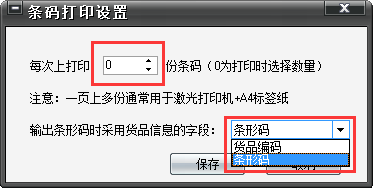 条码打印设置
每次上打印 0 份条码（0为打印时选择数量）
注意：一页上多份通常用于激光打印机+A4标签纸
输出条形码时采用货品信息的字段： 条形码
货品编码
条形码
保存